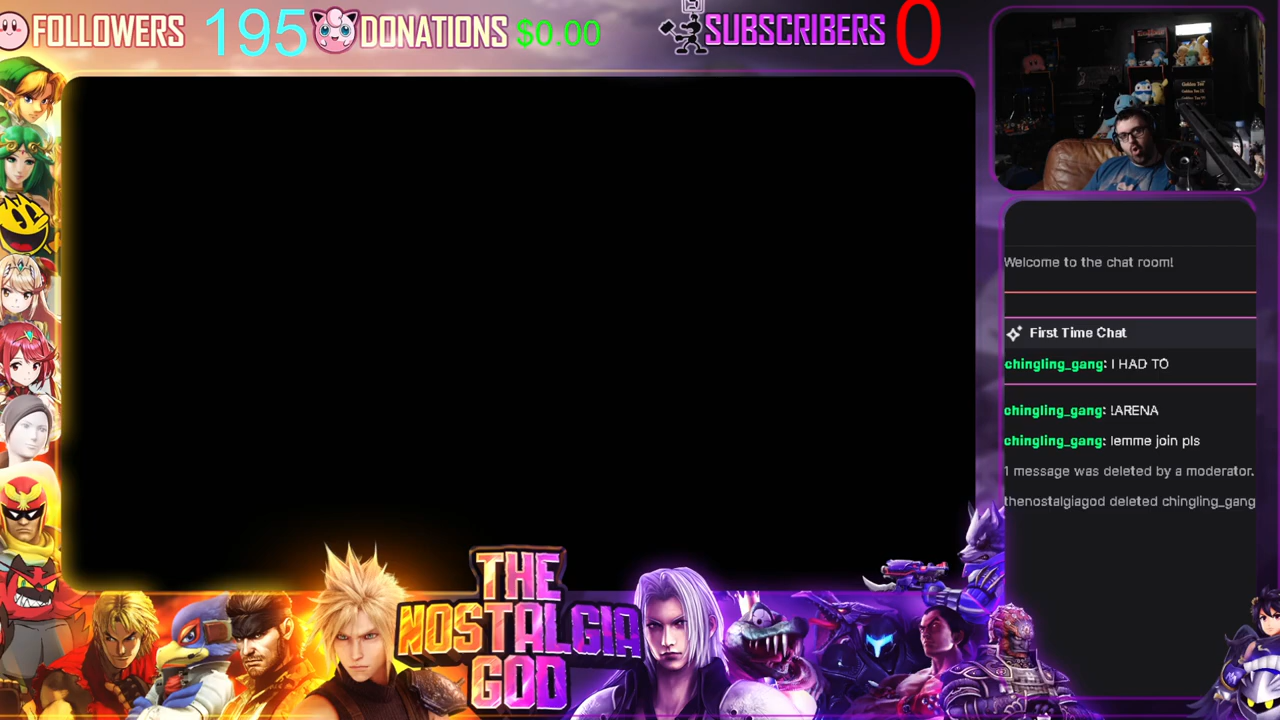 FOLLOWERS 195 DONATIONS $0.00 SUBSCRIBERS 0
Welcome to the chat room!
First Time Chat
chingling_gang: I HAD TO
chingling_gang: !ARENA
chingling_gang: lemme join pls
1 message was deleted by a moderator.
thenostalgiagod deleted chingling_gang
THE
NOSTALGIA
GOD